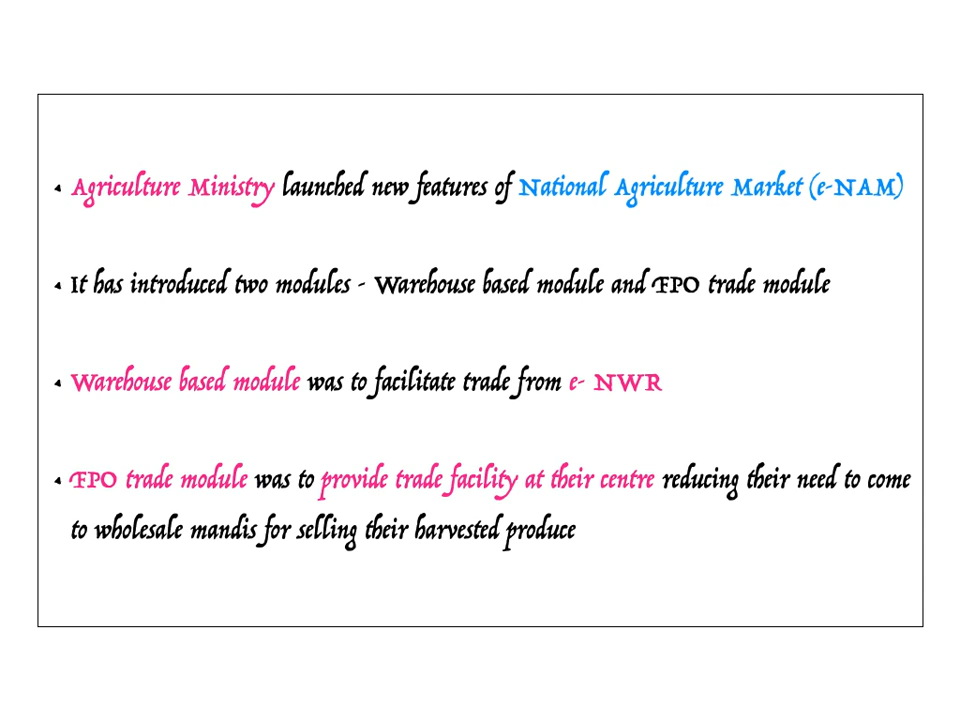 • Agriculture Ministry launched new features of National Agriculture Market (e-NAM)
• It has introduced two modules - Warehouse based module and FPO trade module
• Warehouse based module was to facilitate trade from e- NWR
• FPO trade module was to provide trade facility at their centre reducing their need to come
to wholesale mandis for selling their harvested produce